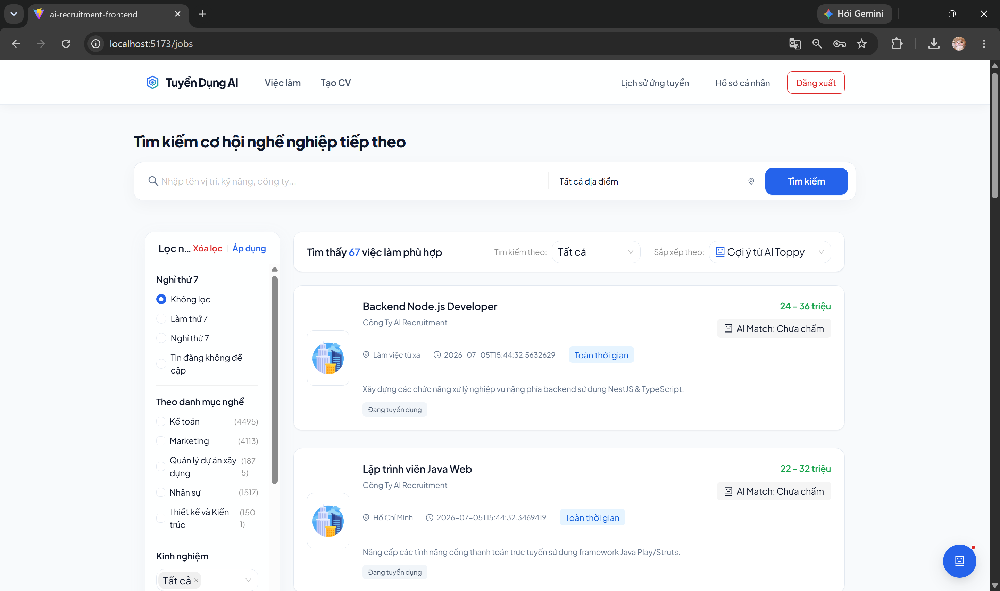 ai-recruitment-frontend
Hỏi Gemini
localhost:5173/jobs
Tuyển Dụng AI
Việc làm
Tạo CV
Lịch sử ứng tuyển
Hồ sơ cá nhân
Đăng xuất
Tìm kiếm cơ hội nghề nghiệp tiếp theo
Nhập tên vị trí, kỹ năng, công ty...
Tất cả địa điểm
Tìm kiếm
Lọc n...
Xóa lọc
Áp dụng
Nghỉ thứ 7
Không lọc
Làm thứ 7
Nghỉ thứ 7
Tin đăng không đề
cập
Theo danh mục nghề
Kế toán (4495)
Marketing (4113)
Quản lý dự án xây (187
dựng 5)
Nhân sự (1517)
Thiết kế và Kiến (150
trúc 1)
Kinh nghiệm
Tất cả
Tìm thấy 67 việc làm phù hợp
Tìm kiếm theo: Tất cả
Sắp xếp theo: Gợi ý từ AI Toppy
Backend Node.js Developer
24 - 36 triệu
Công Ty AI Recruitment
AI Match: Chưa chấm
Làm việc từ xa
2026-07-05T15:44:32.5632629
Toàn thời gian
Xây dựng các chức năng xử lý nghiệp vụ nặng phía backend sử dụng NestJS & TypeScript.
Đang tuyển dụng
Lập trình viên Java Web
22 - 32 triệu
Công Ty AI Recruitment
AI Match: Chưa chấm
Hồ Chí Minh
2026-07-05T15:44:32.3469419
Toàn thời gian
Nâng cấp các tính năng cổng thanh toán trực tuyến sử dụng framework Java Play/Struts.
Đang tuyển dụng